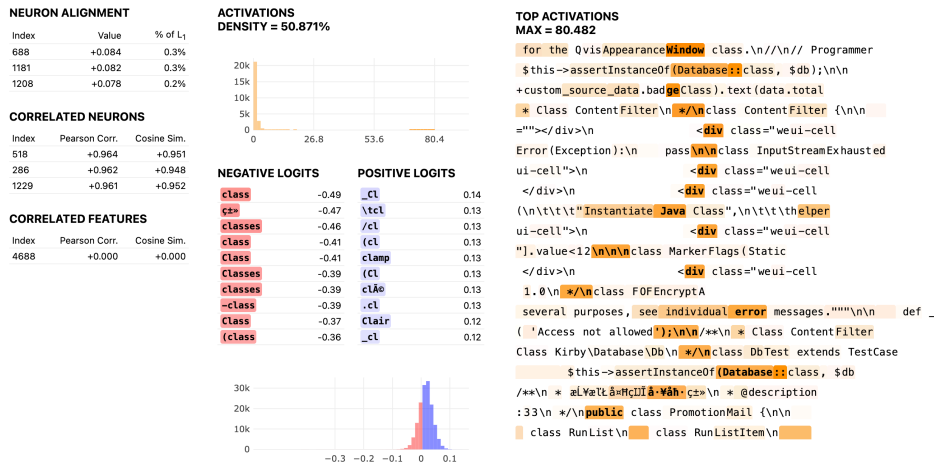 NEURON ALIGNMENT
Index Value % of L1
688 +0.084 0.3%
1181 +0.082 0.3%
1208 +0.078 0.2%
CORRELATED NEURONS
Index Pearson Corr. Cosine Sim.
518 +0.964 +0.951
286 +0.962 +0.948
1229 +0.961 +0.952
CORRELATED FEATURES
Index Pearson Corr. Cosine Sim.
4688 +0.000 +0.000
ACTIVATIONS
DENSITY = 50.871%
20k
15k
10k
5k
0
0 26.8 53.6 80.4
NEGATIVE LOGITS
class -0.49
ç±» -0.47
classes -0.46
class -0.41
Class -0.41
Classes -0.39
classes -0.39
-class -0.39
Class -0.37
(class -0.36
POSITIVE LOGITS
_Cl 0.14
\tcl 0.13
/cl 0.13
(cl 0.13
clamp 0.13
(Cl 0.13
clÃ© 0.13
.cl 0.13
Clair 0.12
_cl 0.12
30k
20k
10k
0
−0.3 −0.2 −0.1 0 0.1
TOP ACTIVATIONS
MAX = 80.482
for the QvisAppearanceWindow class.\n//\n// Programmer
$this->assertInstanceOf(Database::class, $db);\n\n
+custom_source_data.badgeClass).text(data.total
* Class ContentFilter\n */\nclass ContentFilter {\n\n
=""></div>\n <div class="weui-cell
Error(Exception):\n pass\n\nclass InputStreamExhausted
ui-cell">\n <div class="weui-cell
</div>\n <div class="weui-cell
(\n\t\t\t"Instantiate Java Class",\n\t\t\thelper
ui-cell">\n <div class="weui-cell
"].value<12\n\n\nclass MarkerFlags(Static
</div>\n <div class="weui-cell
1.0\n */\nclass FOFEncryptA
several purposes, see individual error messages."""\n\n def _
( 'Access not allowed');\n\n/**\n * Class ContentFilter
Class Kirby\Database\Db\n */\nclass DbTest extends TestCase
$this->assertInstanceOf(Database::class, $db
/**\n * ç±»\n * @description
:33\n */\npublic class PromotionMail {\n\n
class RunList\n class RunListItem\n